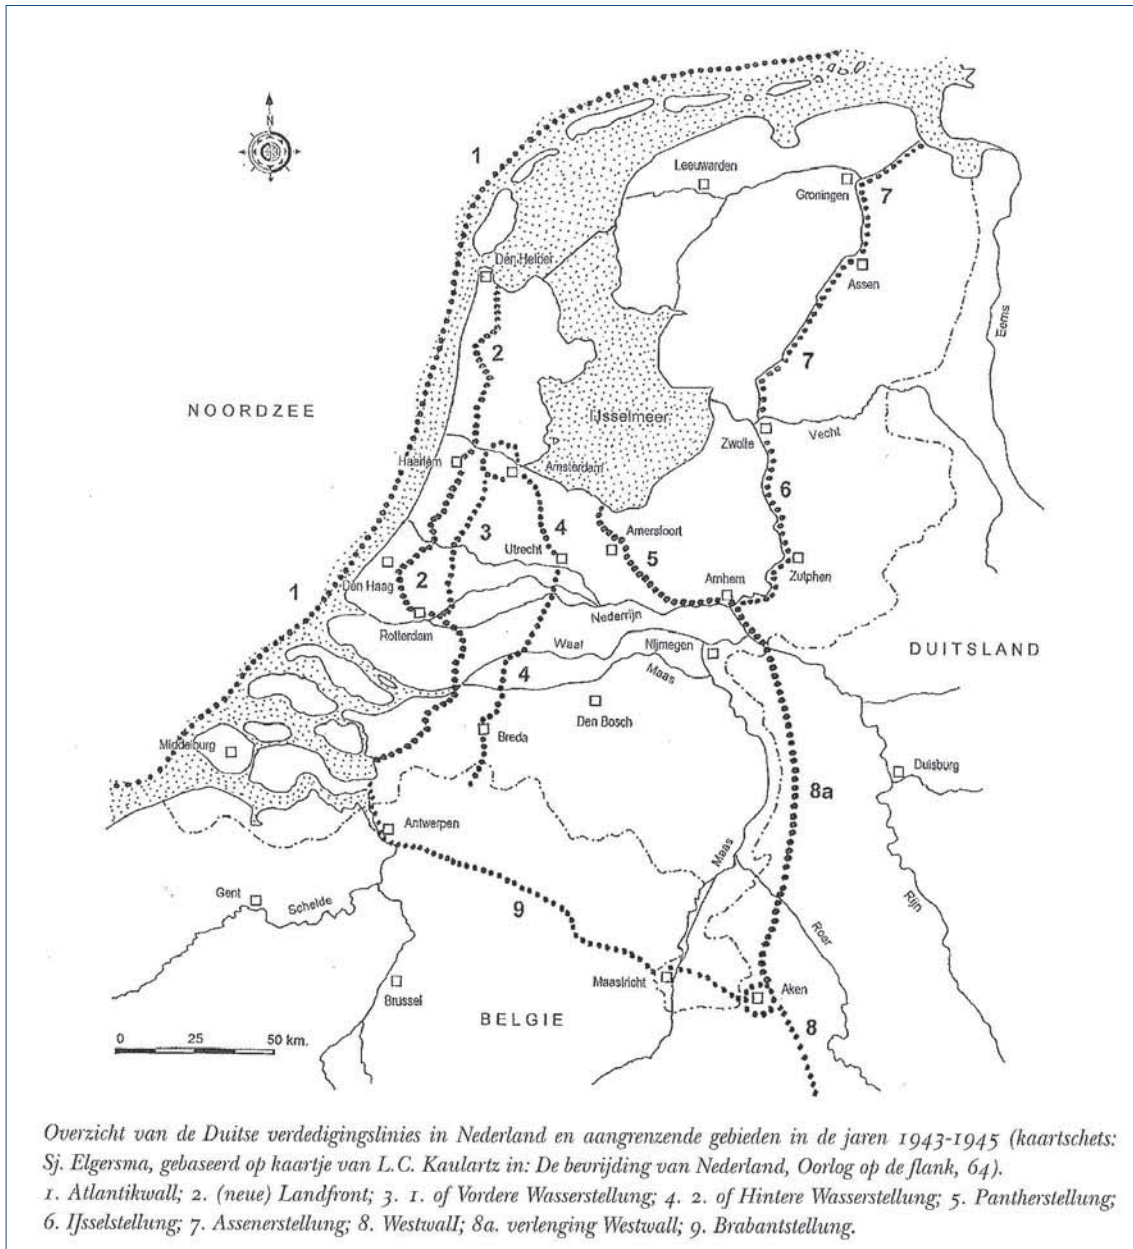 N
1
Leeuwarden
Groningen
7
Den Helder
Assen
Eems
2
7
NOORDZEE
IJsselmeer
Zwolle
Vecht
Haarlem
Amsterdam
6
3
4
Amersfoort
Utrecht
5
Den Haag
2
Arnhem
Zutphen
1
Rotterdam
Nederrijn
Waal
Nijmegen
DUITSLAND
4
Maas
Den Bosch
Middelburg
Breda
Duisburg
8a
Antwerpen
Maas
Gent
Schelde
9
Roer
Rijn
Maastricht
Aken
Brussel
BELGIE
8
0 25 50 km.
Overzicht van de Duitse verdedigingslinies in Nederland en aangrenzende gebieden in de jaren 1943-1945 (kaartschets:
Sj. Elgersma, gebaseerd op kaartje van L.C. Kaulartz in: De bevrijding van Nederland, Oorlog op de flank, 64).
1. Atlantikwall; 2. (neue) Landfront; 3. 1. of Vordere Wasserstellung; 4. 2. of Hintere Wasserstellung; 5. Pantherstellung;
6. IJsselstellung; 7. Assenerstellung; 8. Westwall; 8a. verlenging Westwall; 9. Brabantstellung.